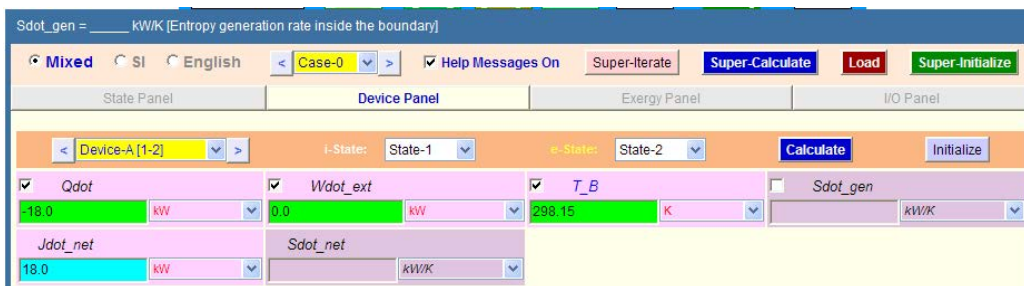 Sdot_gen = _____ kW/K [Entropy generation rate inside the boundary]
Mixed SI English < Case-0 > Help Messages On Super-Iterate Super-Calculate Load Super-Initialize
State Panel Device Panel Exergy Panel I/O Panel
< Device-A [1-2] > i-State: State-1 e-State: State-2 Calculate Initialize
Qdot Wdot_ext T_B Sdot_gen
-18.0 kW 0.0 kW 298.15 K kW/K
Jdot_net Sdot_net
18.0 kW kW/K